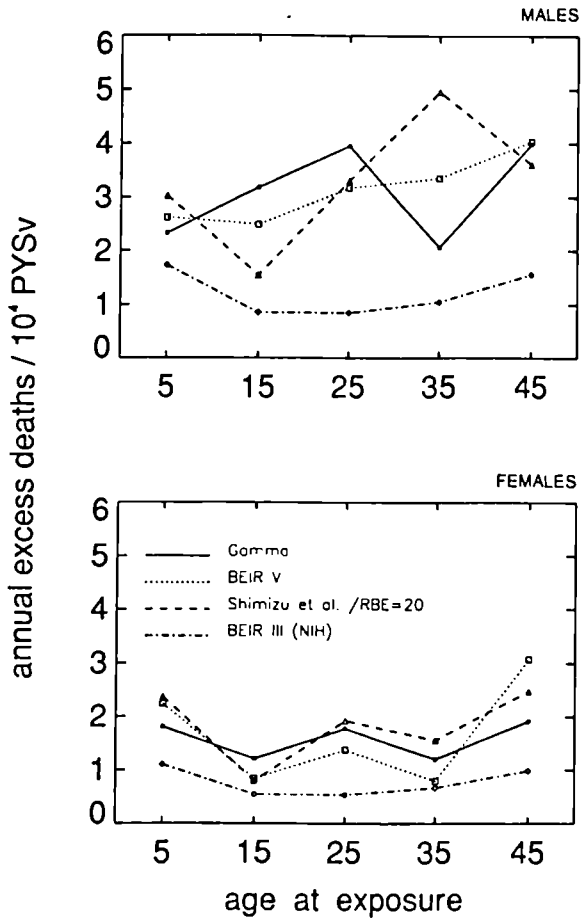 MALES
6
5
4
3
2
1
0
5 15 25 35 45
annual excess deaths / 10⁴ PYSv
FEMALES
6
5
4
3
2
1
0
Gamma
BEIR V
Shimizu et al. /RBE=20
BEIR III (NIH)
5 15 25 35 45
age at exposure